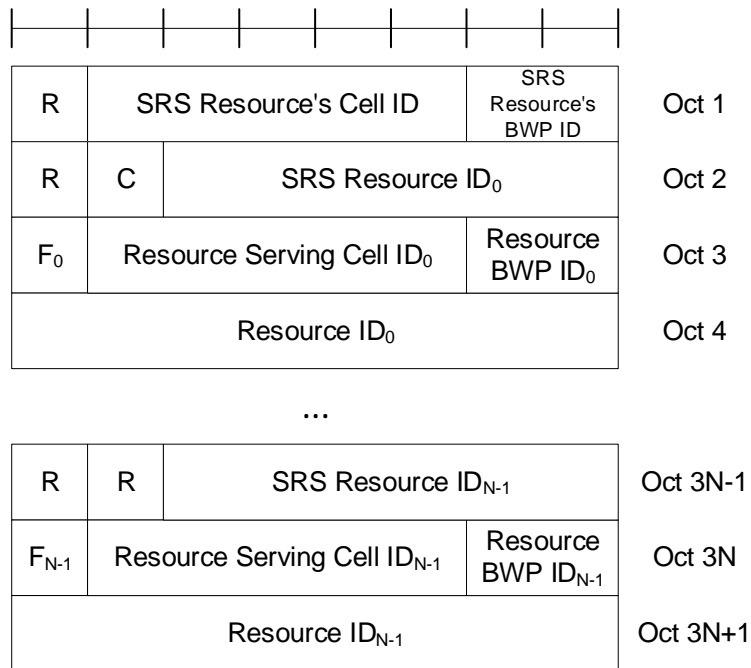 R SRS Resource's Cell ID SRS Resource's BWP ID Oct 1
R C SRS Resource ID₀ Oct 2
F₀ Resource Serving Cell ID₀ Resource BWP ID₀ Oct 3
Resource ID₀ Oct 4
...
R R SRS Resource IDN-1 Oct 3N-1
FN-1 Resource Serving Cell IDN-1 Resource BWP IDN-1 Oct 3N
Resource IDN-1 Oct 3N+1